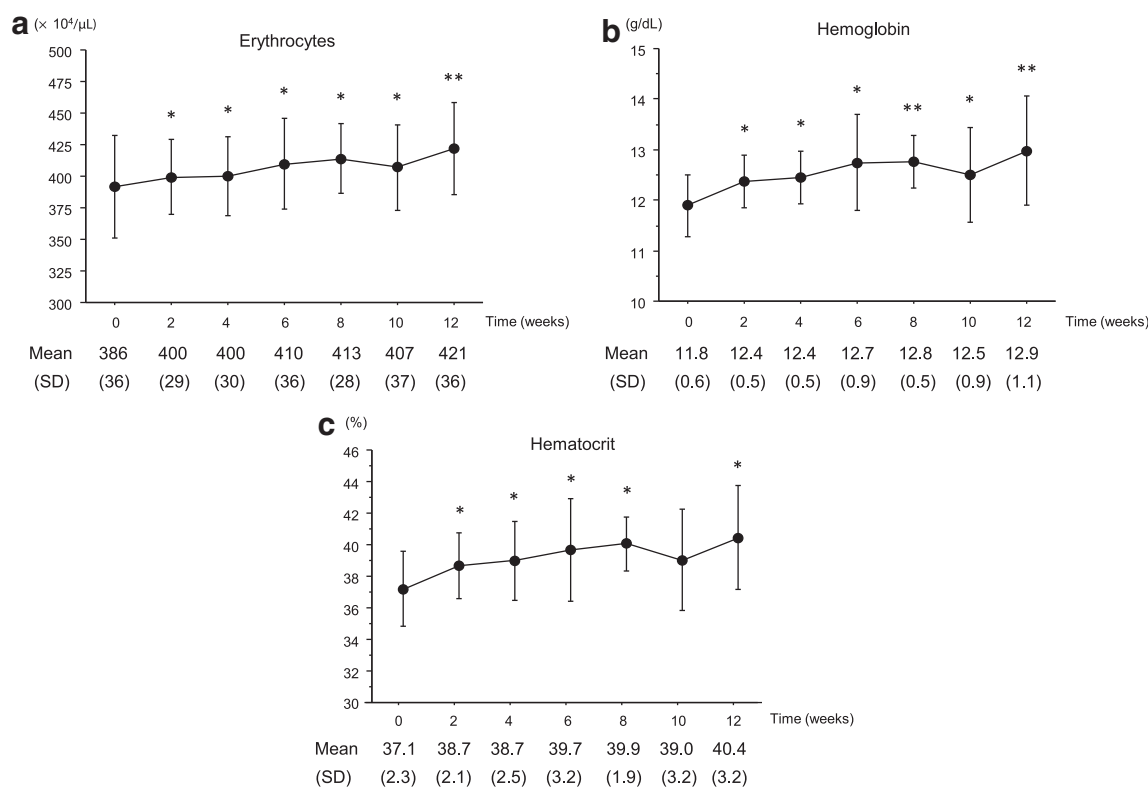 a (× 10⁴/μL)
Erythrocytes
500
475
450
425
400
375
350
325
300
* * * * * **
0 2 4 6 8 10 12 Time (weeks)
Mean 386 400 400 410 413 407 421
(SD) (36) (29) (30) (36) (28) (37) (36)
b (g/dL)
Hemoglobin
15
14
13
12
11
10
* * * ** * **
0 2 4 6 8 10 12 Time (weeks)
Mean 11.8 12.4 12.4 12.7 12.8 12.5 12.9
(SD) (0.6) (0.5) (0.5) (0.9) (0.5) (0.9) (1.1)
c (%)
Hematocrit
46
44
42
40
38
36
34
32
30
* * * * *
0 2 4 6 8 10 12 Time (weeks)
Mean 37.1 38.7 38.7 39.7 39.9 39.0 40.4
(SD) (2.3) (2.1) (2.5) (3.2) (1.9) (3.2) (3.2)